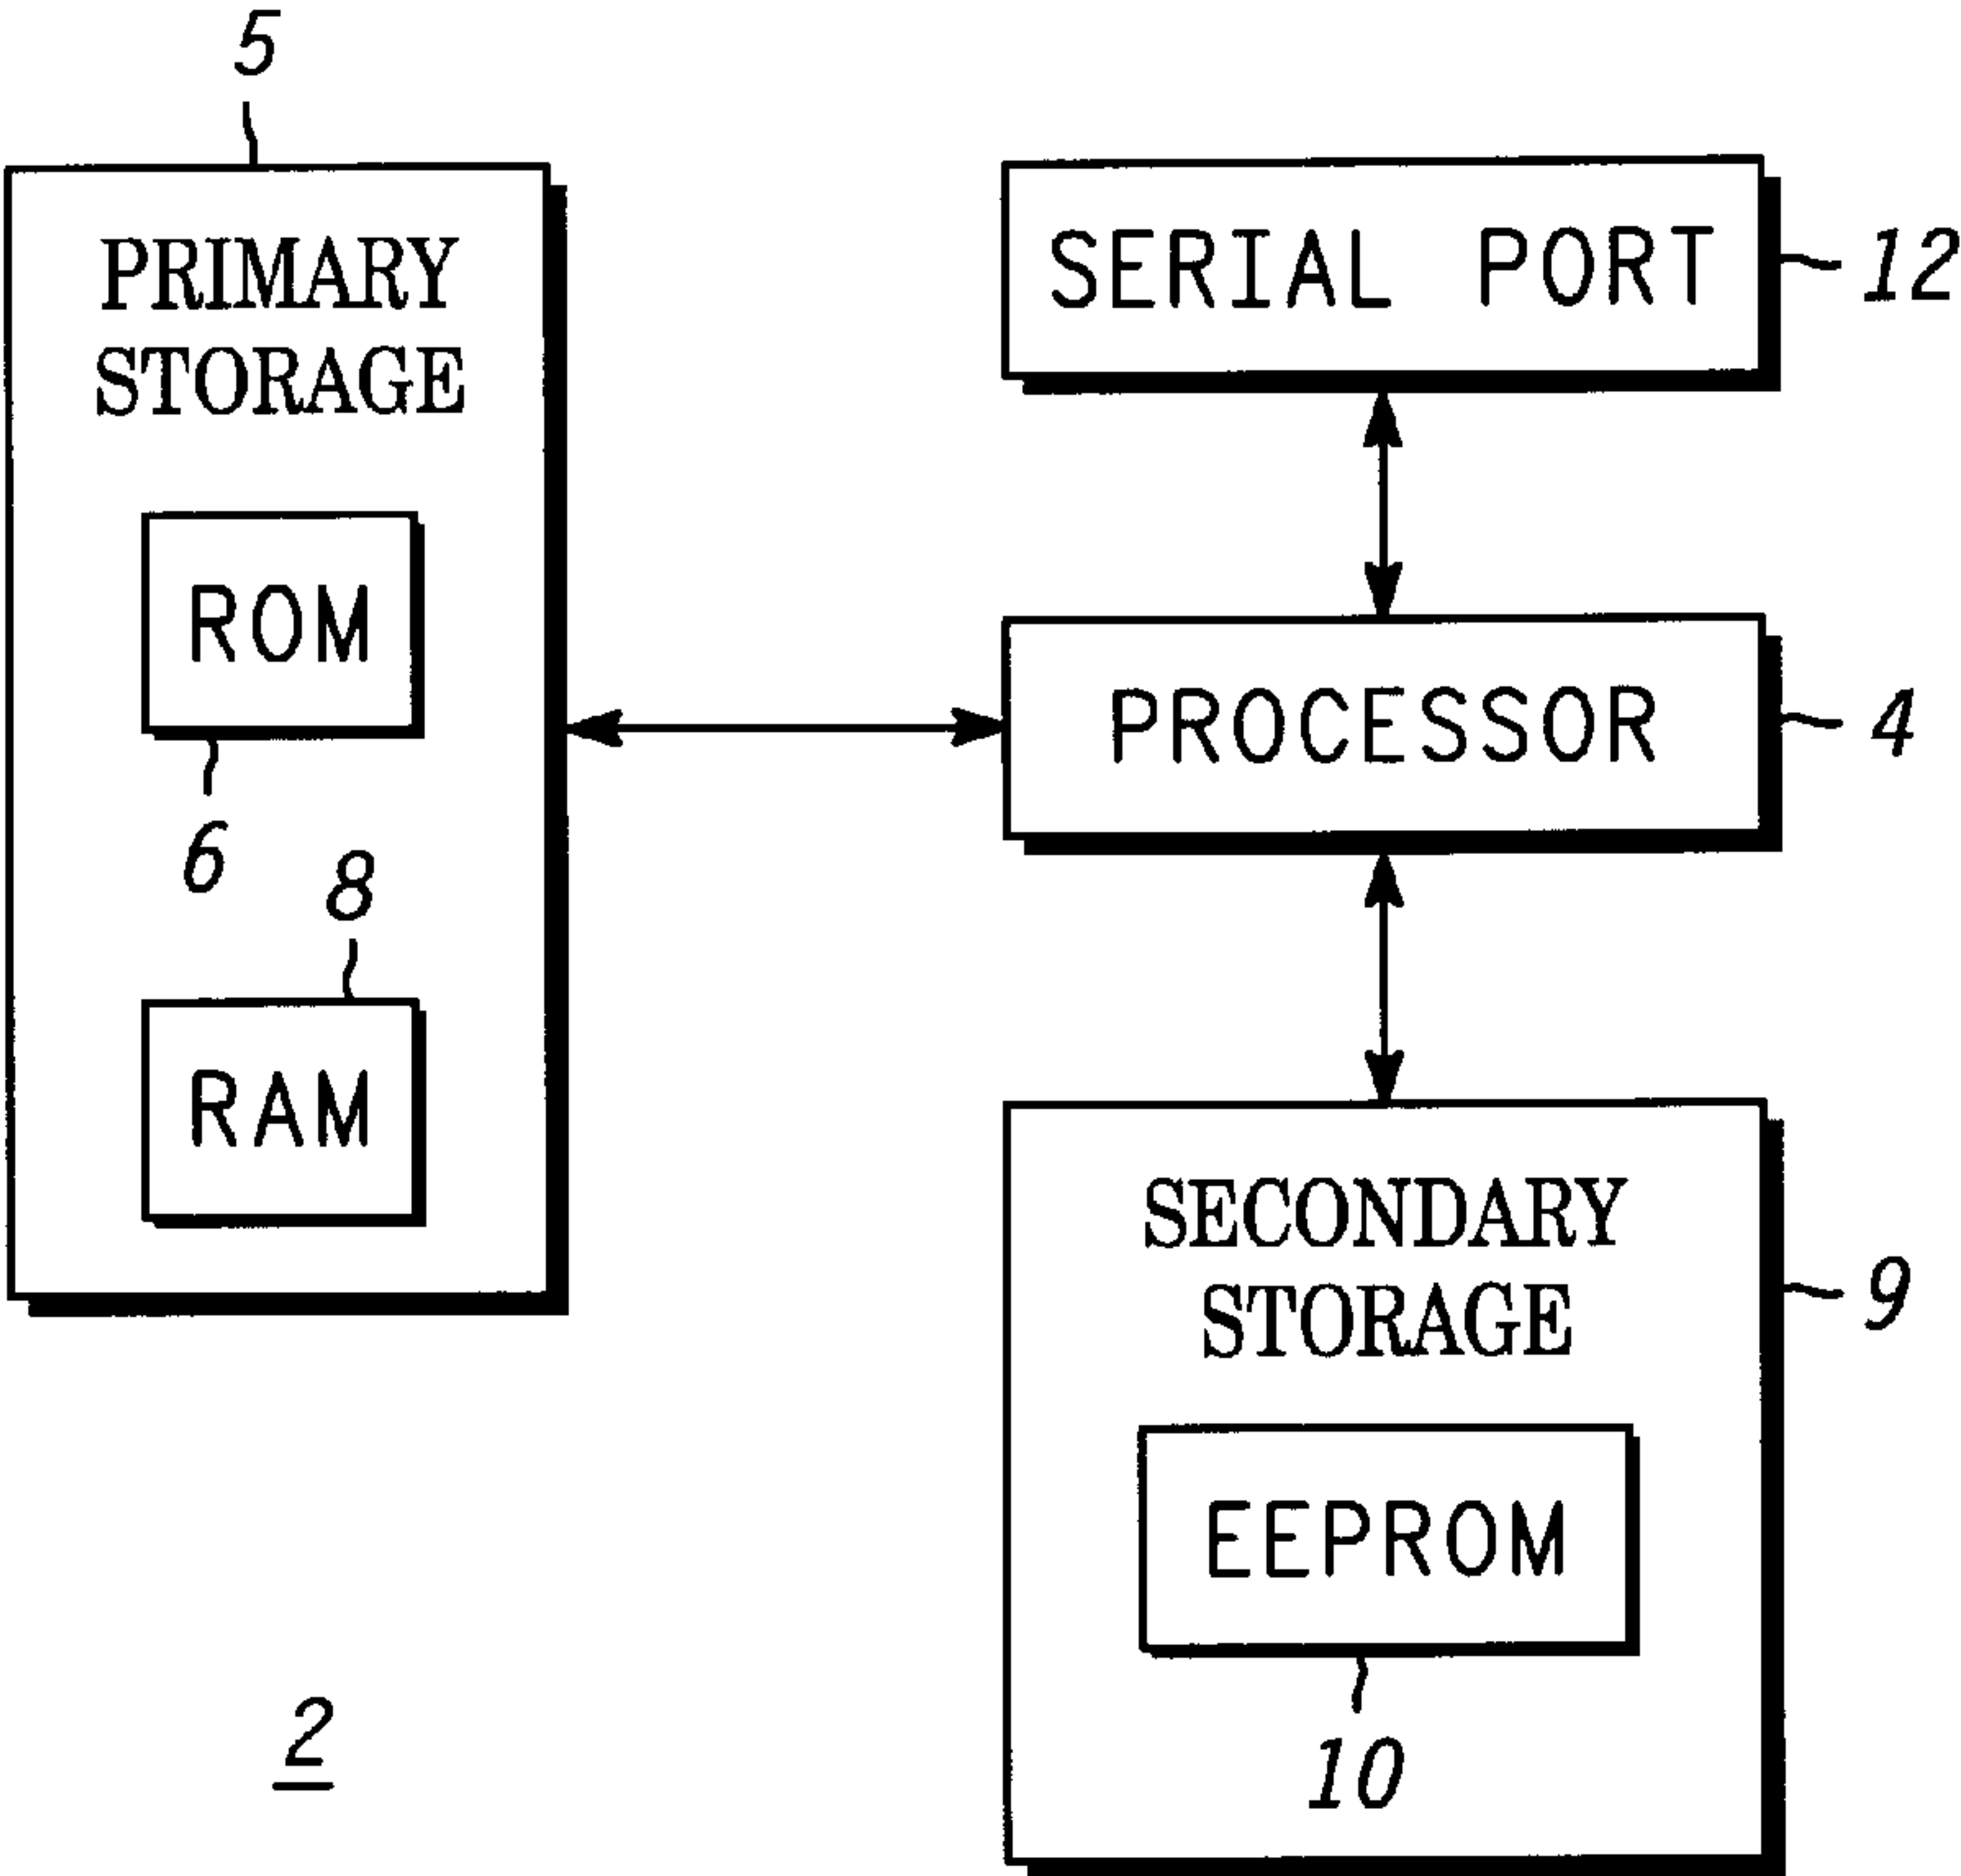 5
PRIMARY
STORAGE
ROM
6
8
RAM
SERIAL PORT
12
PROCESSOR
4
SECONDARY
STORAGE
9
EEPROM
10
2